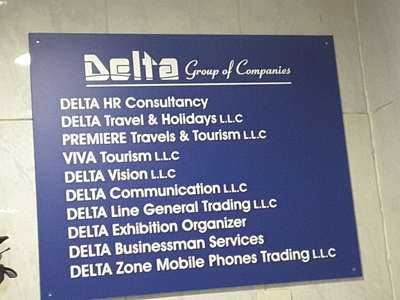 Delta Group of Companies
DELTA HR Consultancy
DELTA Travel & Holidays L.L.C
PREMIERE Travels & Tourism L.L.C
VIVA Tourism L.L.C
DELTA Vision L.L.C
DELTA Communication L.L.C
DELTA Line General Trading L.L.C
DELTA Exhibition Organizer
DELTA Businessman Services
DELTA Zone Mobile Phones Trading L.L.C